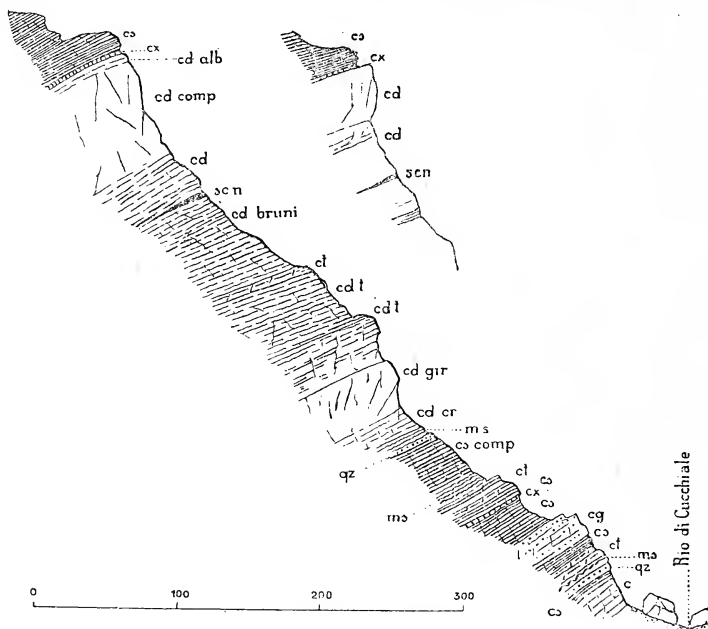 cs
cx
cd alb
cd comp
cd
scn
cd bruni
ct
cd t
cd t
cd gir
cd cr
ms
cs comp
qz
ct
cs
cx
cs
ms
cg
cs
ct
ms
qz
c
cs
cs
cx
cd
cd
scn
Rio di Cucchiale
0 100 200 300